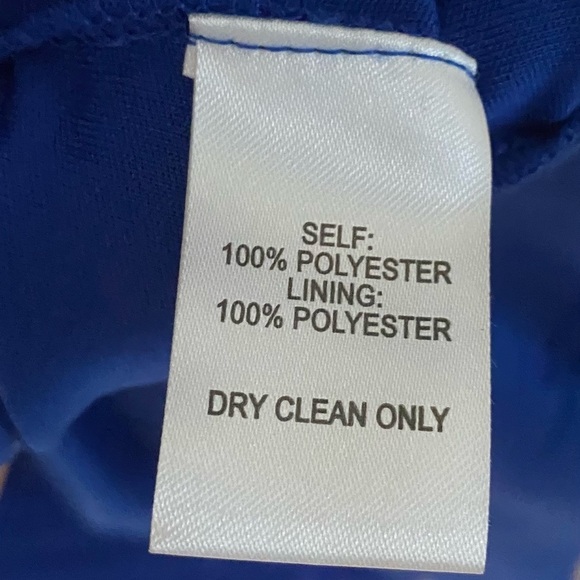 SELF:
100% POLYESTER
LINING:
100% POLYESTER
DRY CLEAN ONLY